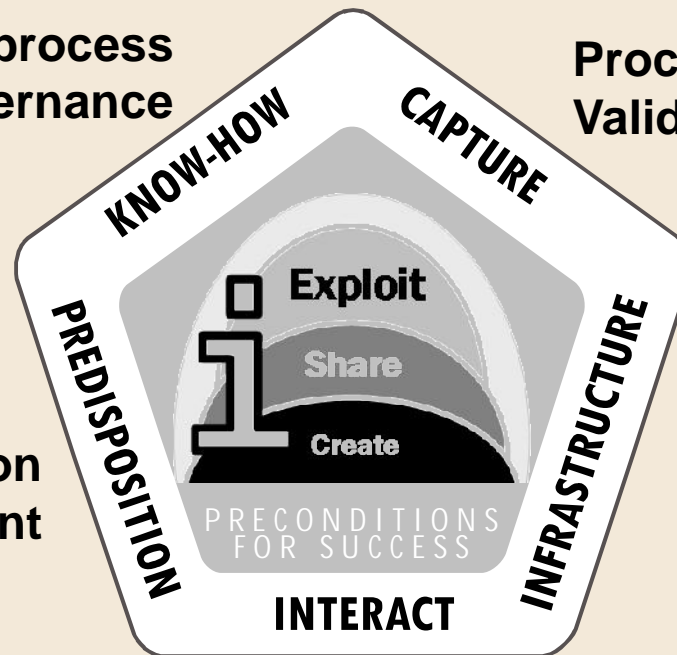 process
ernance
Proc
Valid
KNOW-HOW
CAPTURE
PREDISPOSITION
INFRASTRUCTURE
i
Exploit
Share
Create
on
nt
PRECONDITIONS
FOR SUCCESS
INTERACT